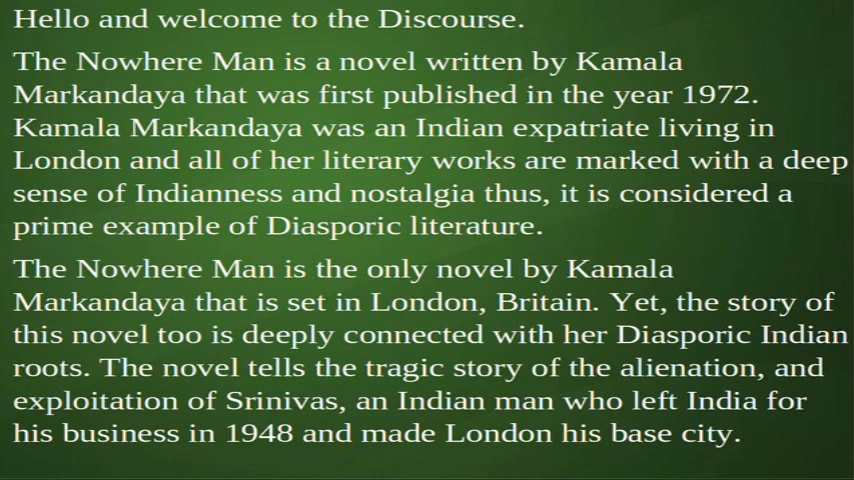 Hello and welcome to the Discourse.
The Nowhere Man is a novel written by Kamala
Markandaya that was first published in the year 1972.
Kamala Markandaya was an Indian expatriate living in
London and all of her literary works are marked with a deep
sense of Indianness and nostalgia thus, it is considered a
prime example of Diasporic literature.
The Nowhere Man is the only novel by Kamala
Markandaya that is set in London, Britain. Yet, the story of
this novel too is deeply connected with her Diasporic Indian
roots. The novel tells the tragic story of the alienation, and
exploitation of Srinivas, an Indian man who left India for
his business in 1948 and made London his base city.